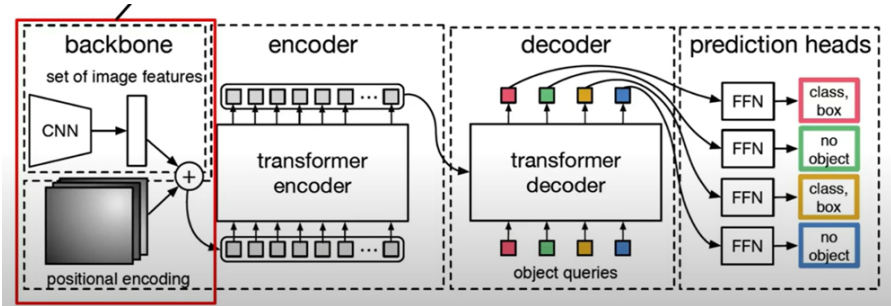 backbone
set of image features
CNN
+
positional encoding
encoder
...
transformer
encoder
...
decoder
transformer
decoder
object queries
prediction heads
FFN
class,
box
FFN
no
object
FFN
class,
box
FFN
no
object